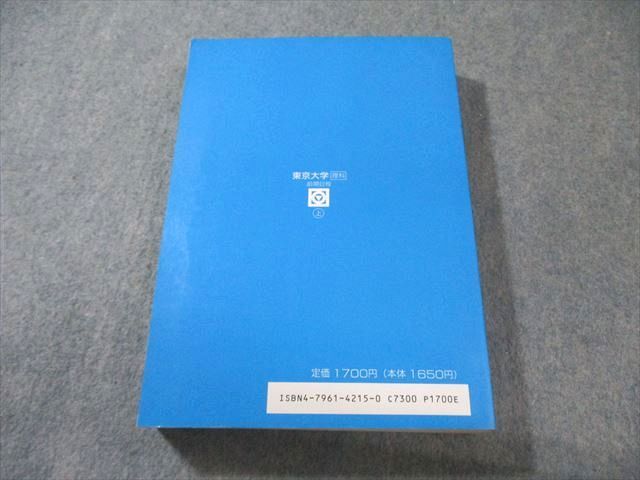 東京大学 理科
前期日程
上
定価 1700円 (本体 1650円)
ISBN4-7961-4215-0 C7300 P1700E